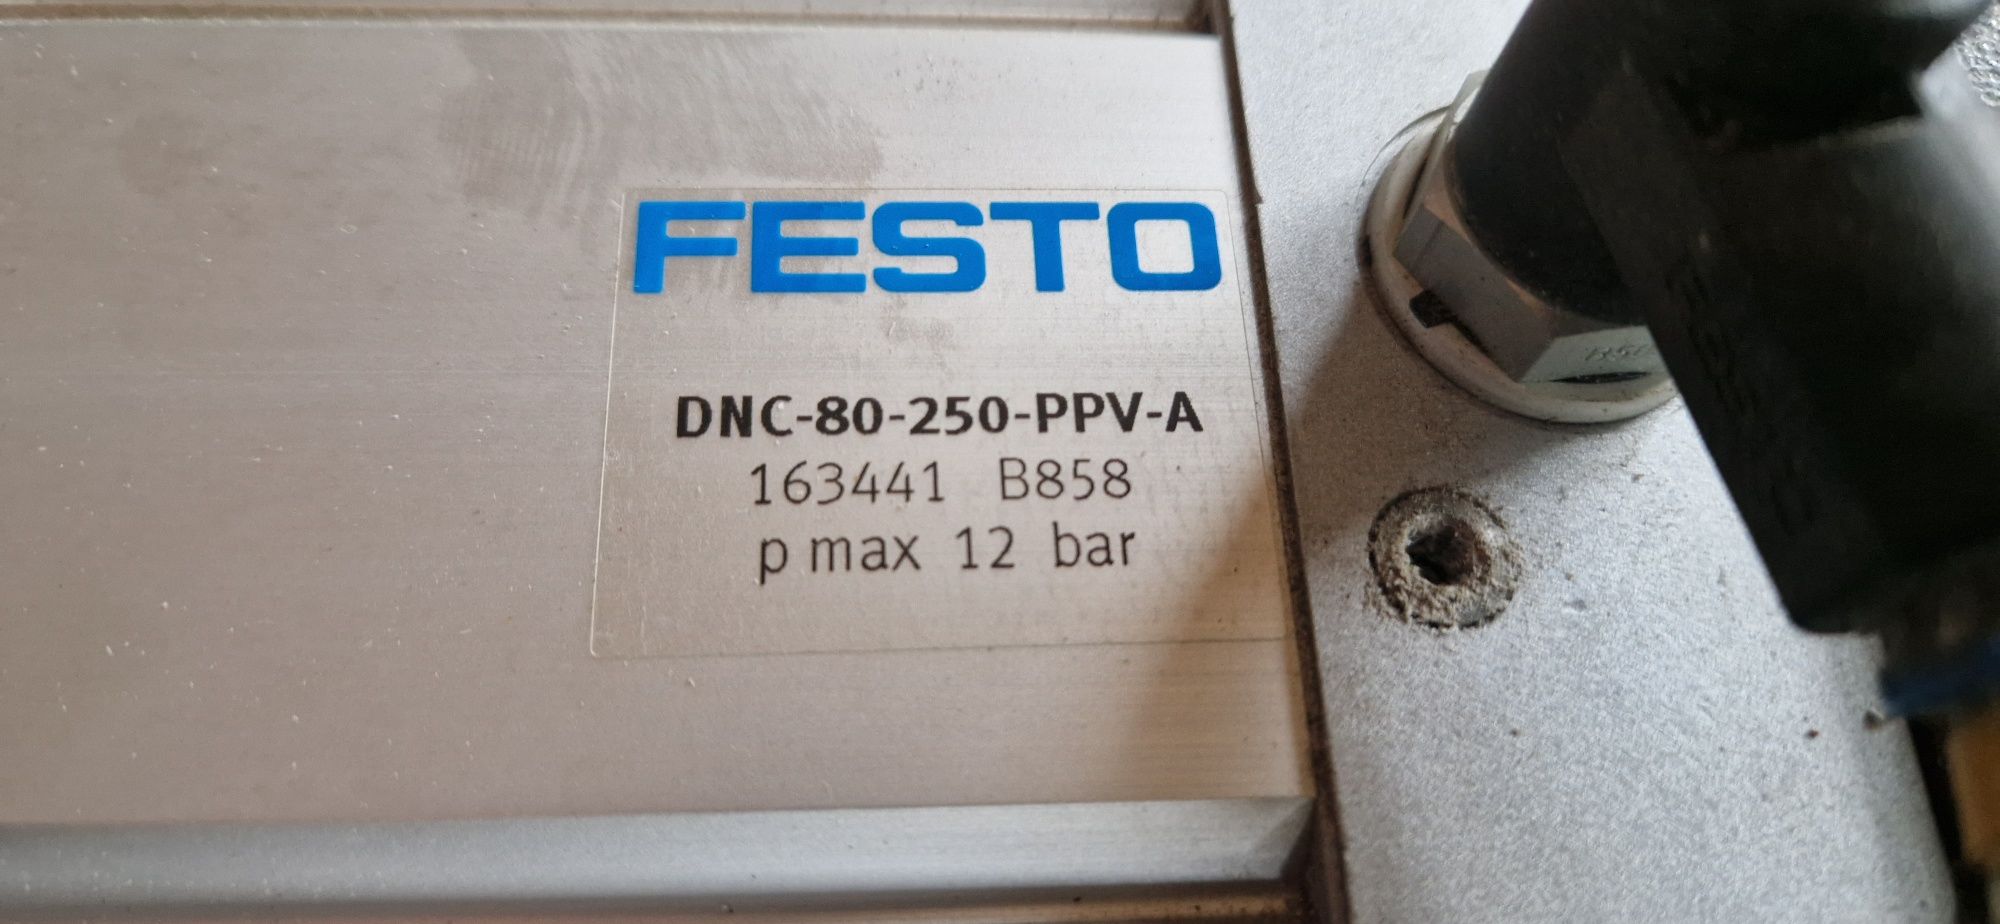 FESTO
DNC-80-250-PPV-A
163441 B858
p max 12 bar